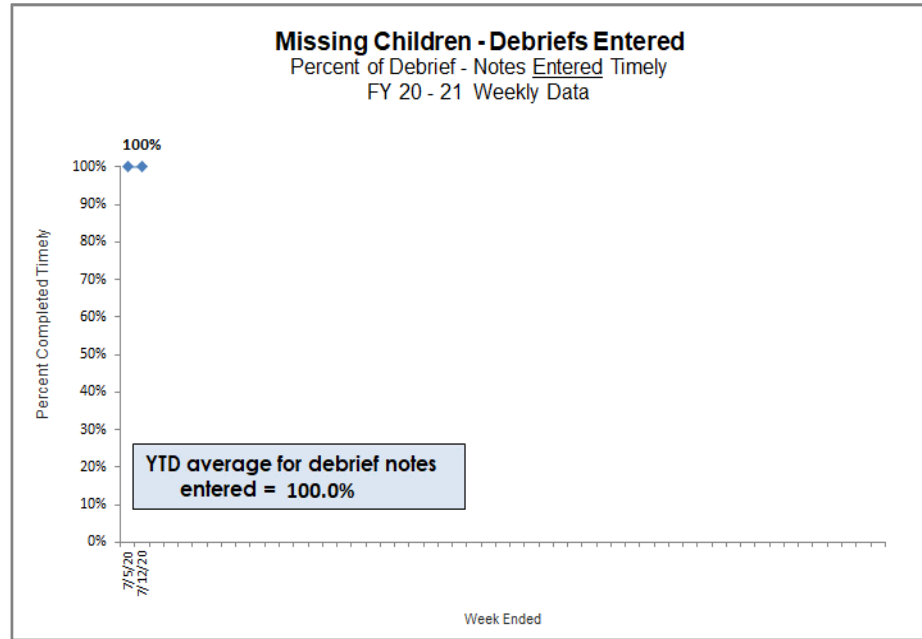 Missing Children - Debriefs Entered
Percent of Debrief - Notes Entered Timely
FY 20 - 21 Weekly Data
100%
100%
90%
80%
70%
60%
50%
40%
30%
20%
10%
0%
Percent Completed Timely
YTD average for debrief notes
entered = 100.0%
7/5/20
7/12/20
Week Ended